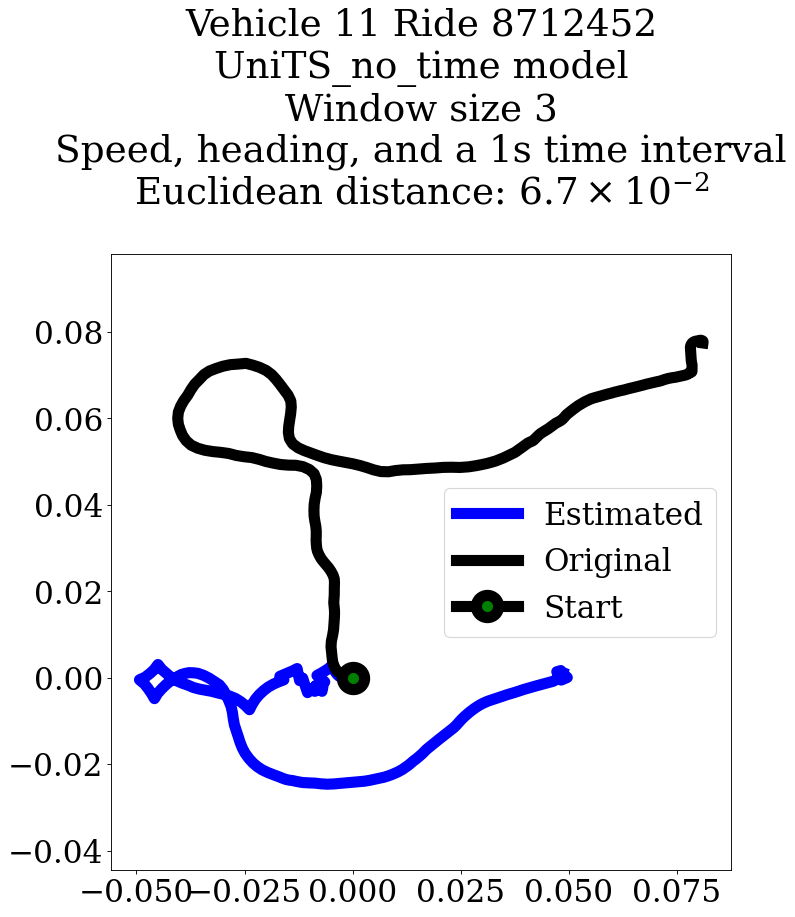 Vehicle 11 Ride 8712452
UniTS_no_time model
Window size 3
Speed, heading, and a 1s time interval
Euclidean distance: 6.7 × 10⁻²
0.08
0.06
0.04
0.02
0.00
−0.02
−0.04
Estimated
Original
Start
−0.050 −0.025 0.000 0.025 0.050 0.075